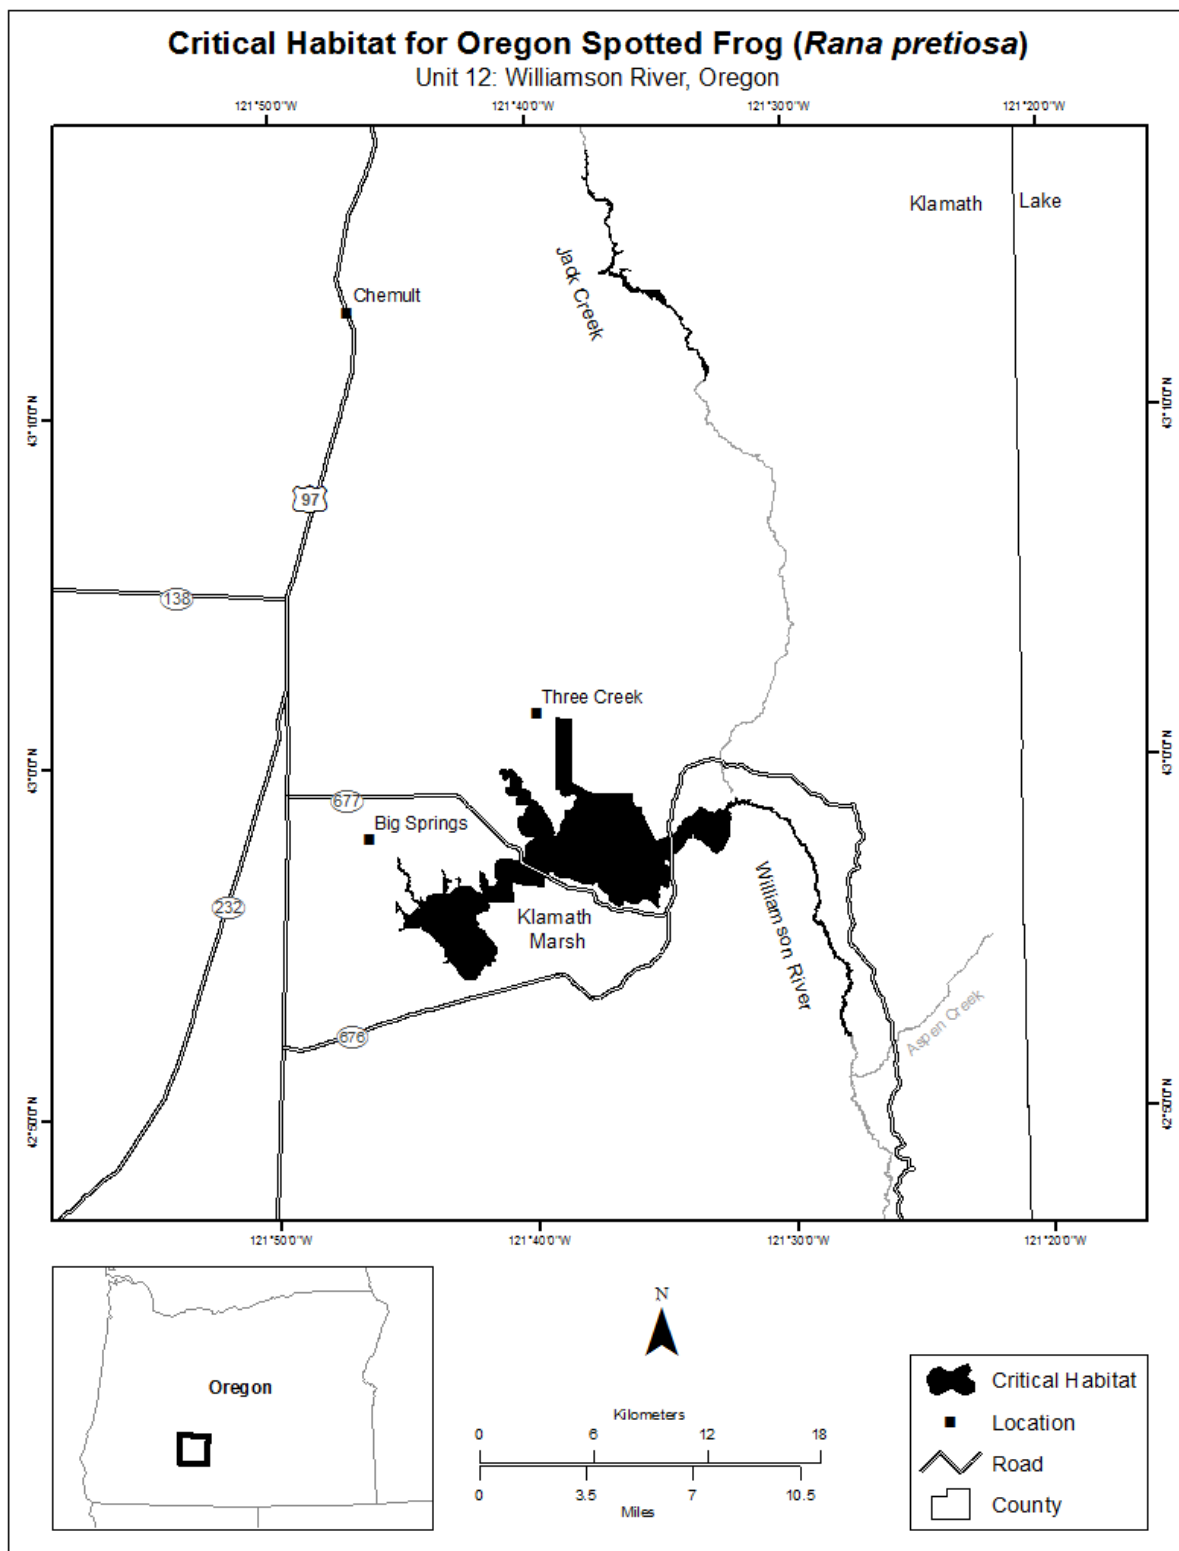 Critical Habitat for Oregon Spotted Frog (Rana pretiosa)
Unit 12: Williamson River, Oregon
121°50'0"W
121°40'0"W
121°30'0"W
121°20'0"W
Klamath
Lake
Jack Creek
Chemult
43°10'0"N
43°10'0"N
97
138
Three Creek
43°0'0"N
43°0'0"N
677
Big Springs
232
Klamath
Marsh
Williamson River
Aspen Creek
676
42°50'0"N
42°50'0"N
121°50'0"W
121°40'0"W
121°30'0"W
121°20'0"W
Oregon
N
Kilometers
0 6 12 18
0 3.5 7 10.5
Miles
Critical Habitat
Location
Road
County